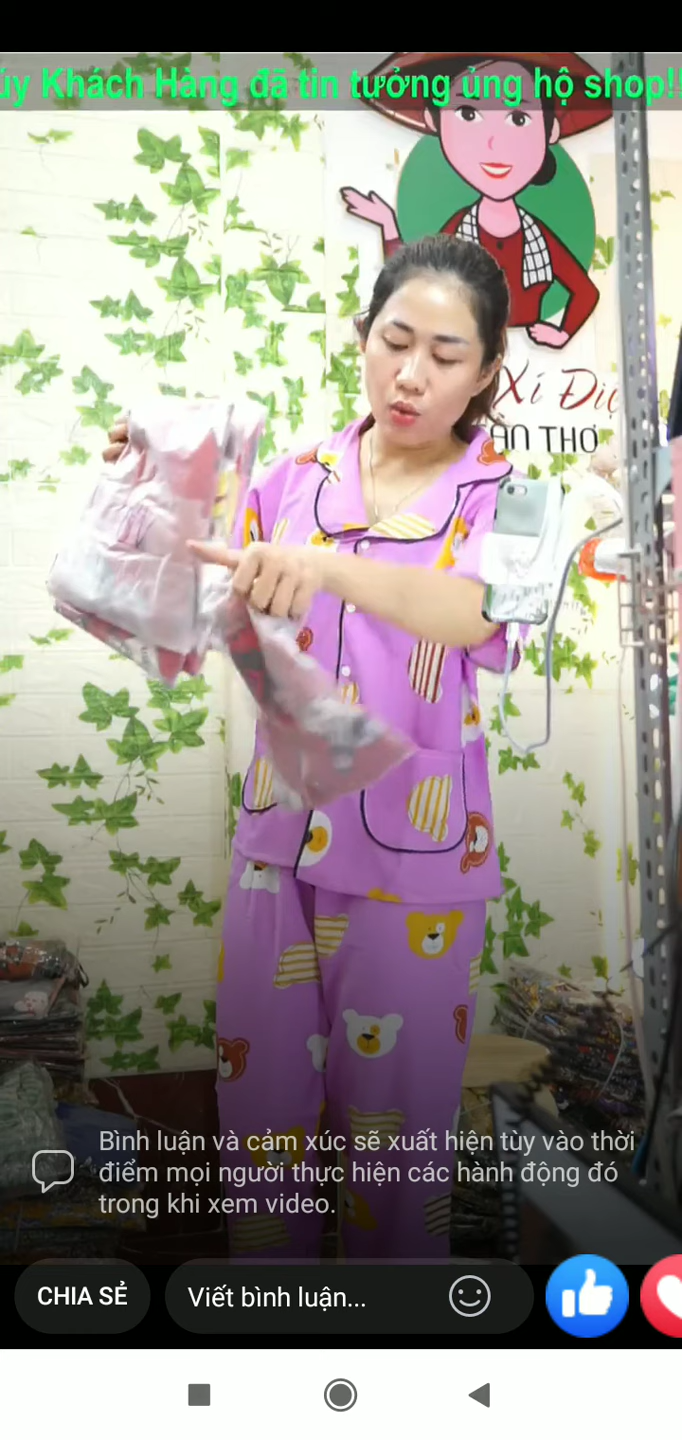 Khách Hàng đã tin tưởng ủng hộ shop!!
Xí
THƠ
Bình luận và cảm xúc sẽ xuất hiện tùy vào thời
điểm mọi người thực hiện các hành động đó
trong khi xem video.
CHIA SẺ
Viết bình luận...